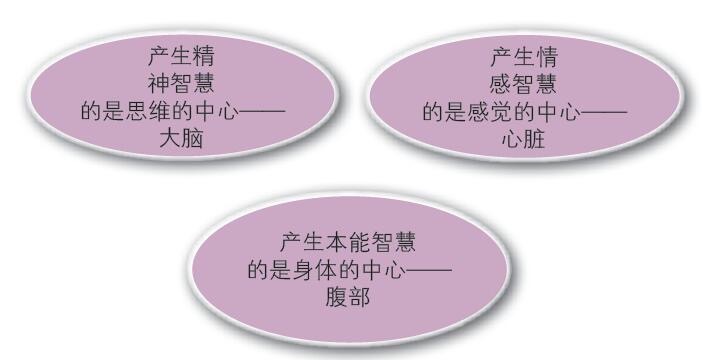 产生精
神智慧
的是思维的中心——
大脑
产生情
感智慧
的是感觉的中心——
心脏
产生本能智慧
的是身体的中心——
腹部